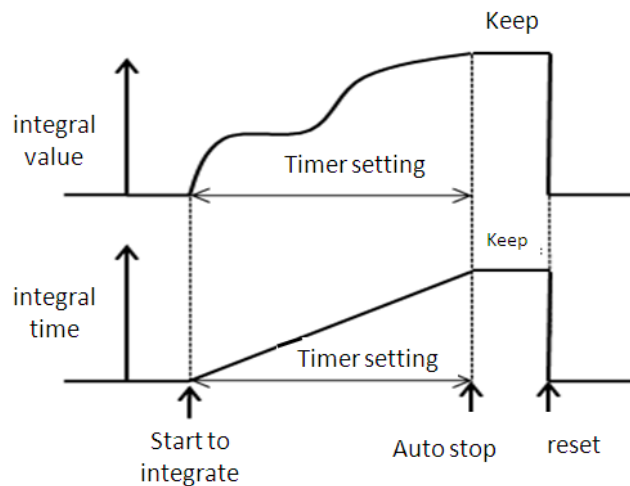 Keep
integral
value
Timer setting
Keep :
integral
time
Timer setting
Start to
integrate
Auto stop
reset